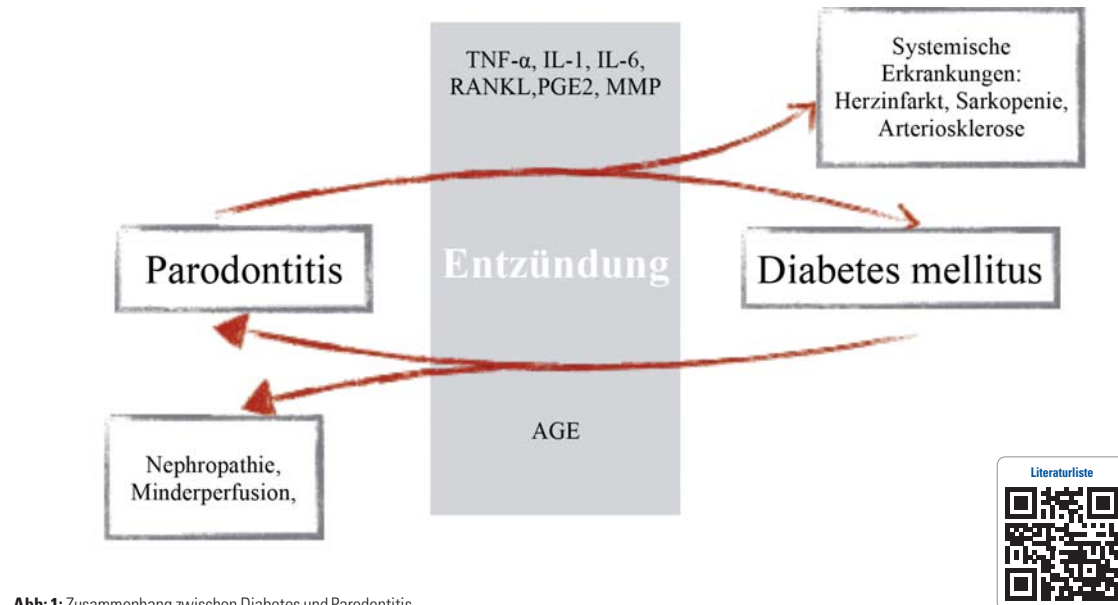 TNF-α, IL-1, IL-6,
RANKL,PGE2, MMP
Systemische
Erkrankungen:
Herzinfarkt, Sarkopenie,
Arteriosklerose
Parodontitis
Entzündung
Diabetes mellitus
AGE
Nephropathie,
Minderperfusion,
Literaturliste
Abb. 1: Zusammenhang zwischen Diabetes und Parodontitis